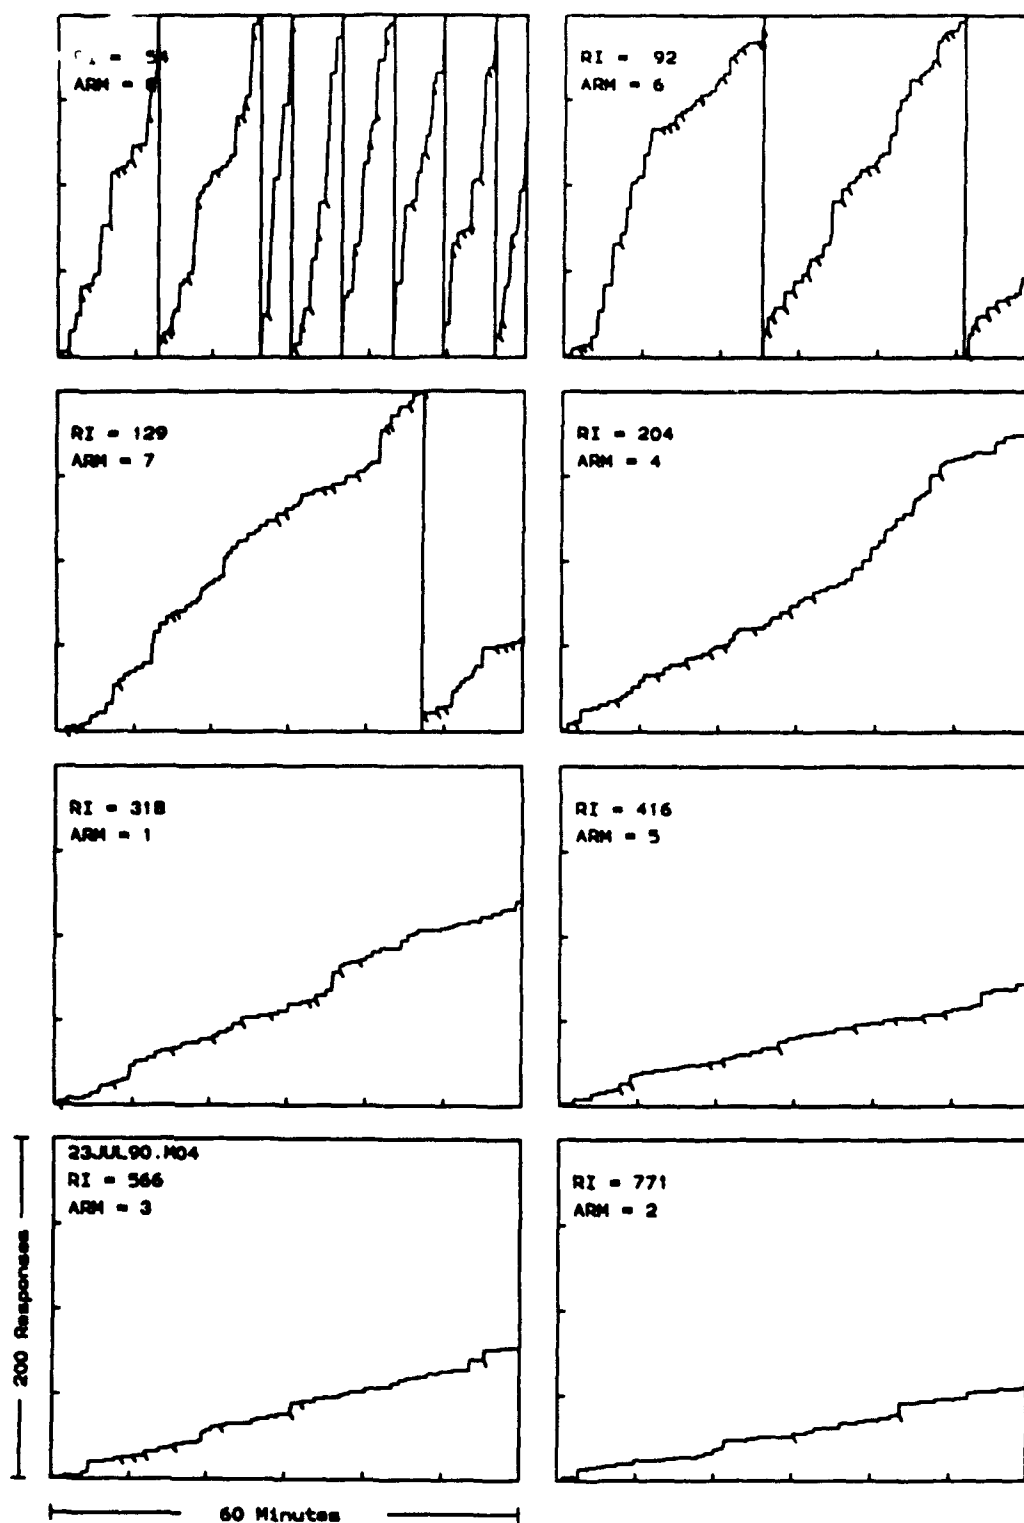 = 54
ARM =
RI = 92
ARM = 6
RI = 129
ARM = 7
RI = 204
ARM = 4
RI = 318
ARM = 1
RI = 416
ARM = 5
23JUL90.M04
RI = 566
ARM = 3
RI = 771
ARM = 2
200 Responses
60 Minutes